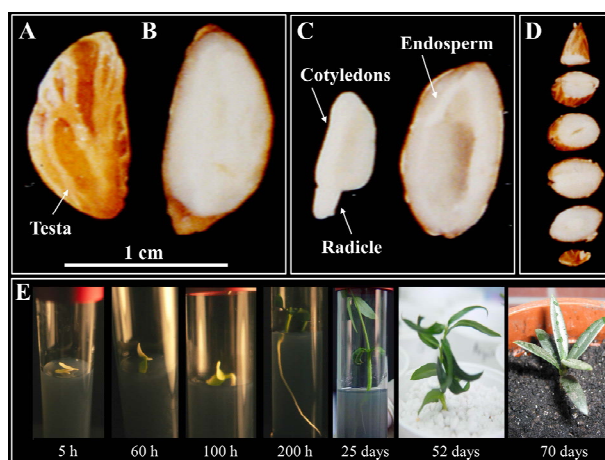 A
B
Testa
1 cm
C
Endosperm
Cotyledons
Radicle
D
E
5 h
60 h
100 h
200 h
25 days
52 days
70 days